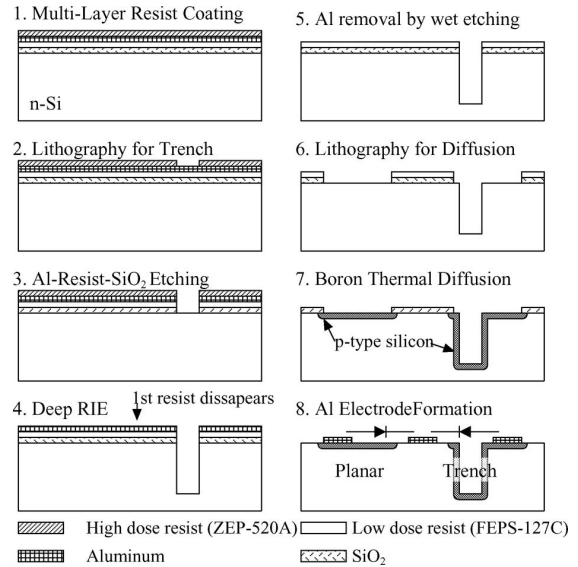 1. Multi-Layer Resist Coating
n-Si
2. Lithography for Trench
3. Al-Resist-SiO2 Etching
4. Deep RIE
1st resist dissapears
5. Al removal by wet etching
6. Lithography for Diffusion
7. Boron Thermal Diffusion
p-type silicon
8. Al ElectrodeFormation
Planar
Trench
High dose resist (ZEP-520A)
Low dose resist (FEPS-127C)
Aluminum
SiO2